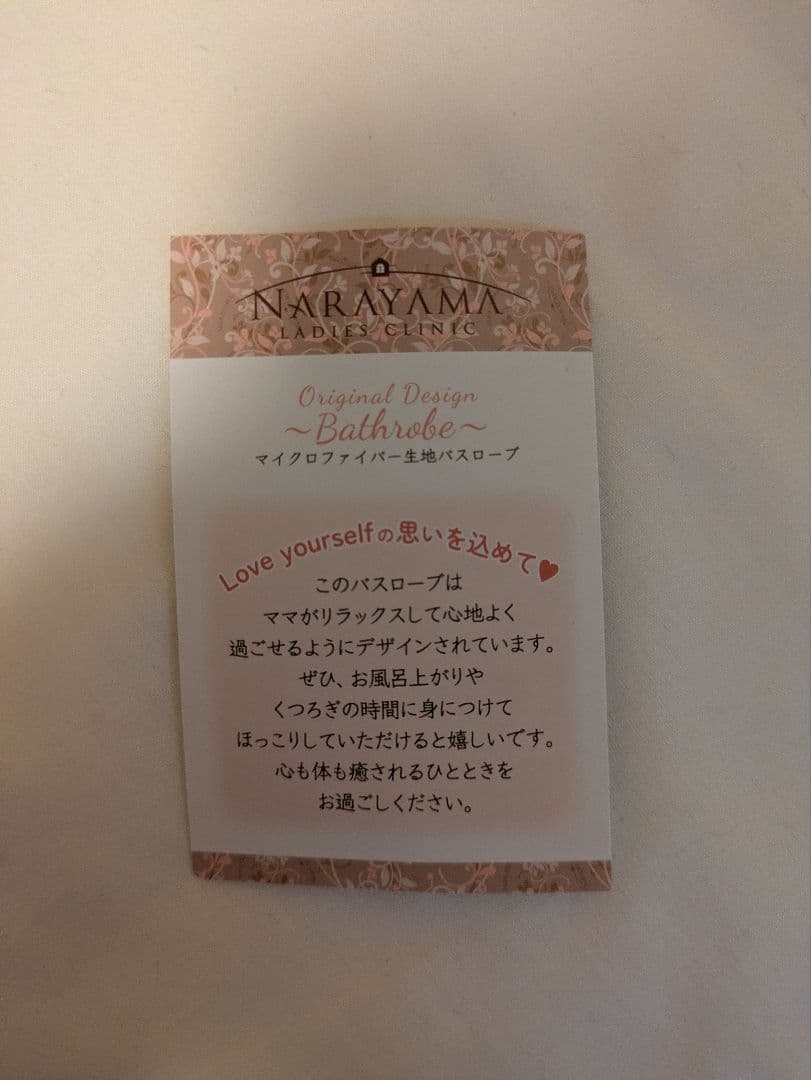 NARAYAMA
LADIES CLINIC
Original Design
～Bathrobe～
マイクロファイバー生地バスローブ
Love yourselfの思いを込めて♥
このバスローブは
ママがリラックスして心地よく
過ごせるようにデザインされています。
ぜひ、お風呂上がりや
くつろぎの時間に身につけて
ほっこりしていただけると嬉しいです。
心も体も癒されるひとときを
お過ごしください。